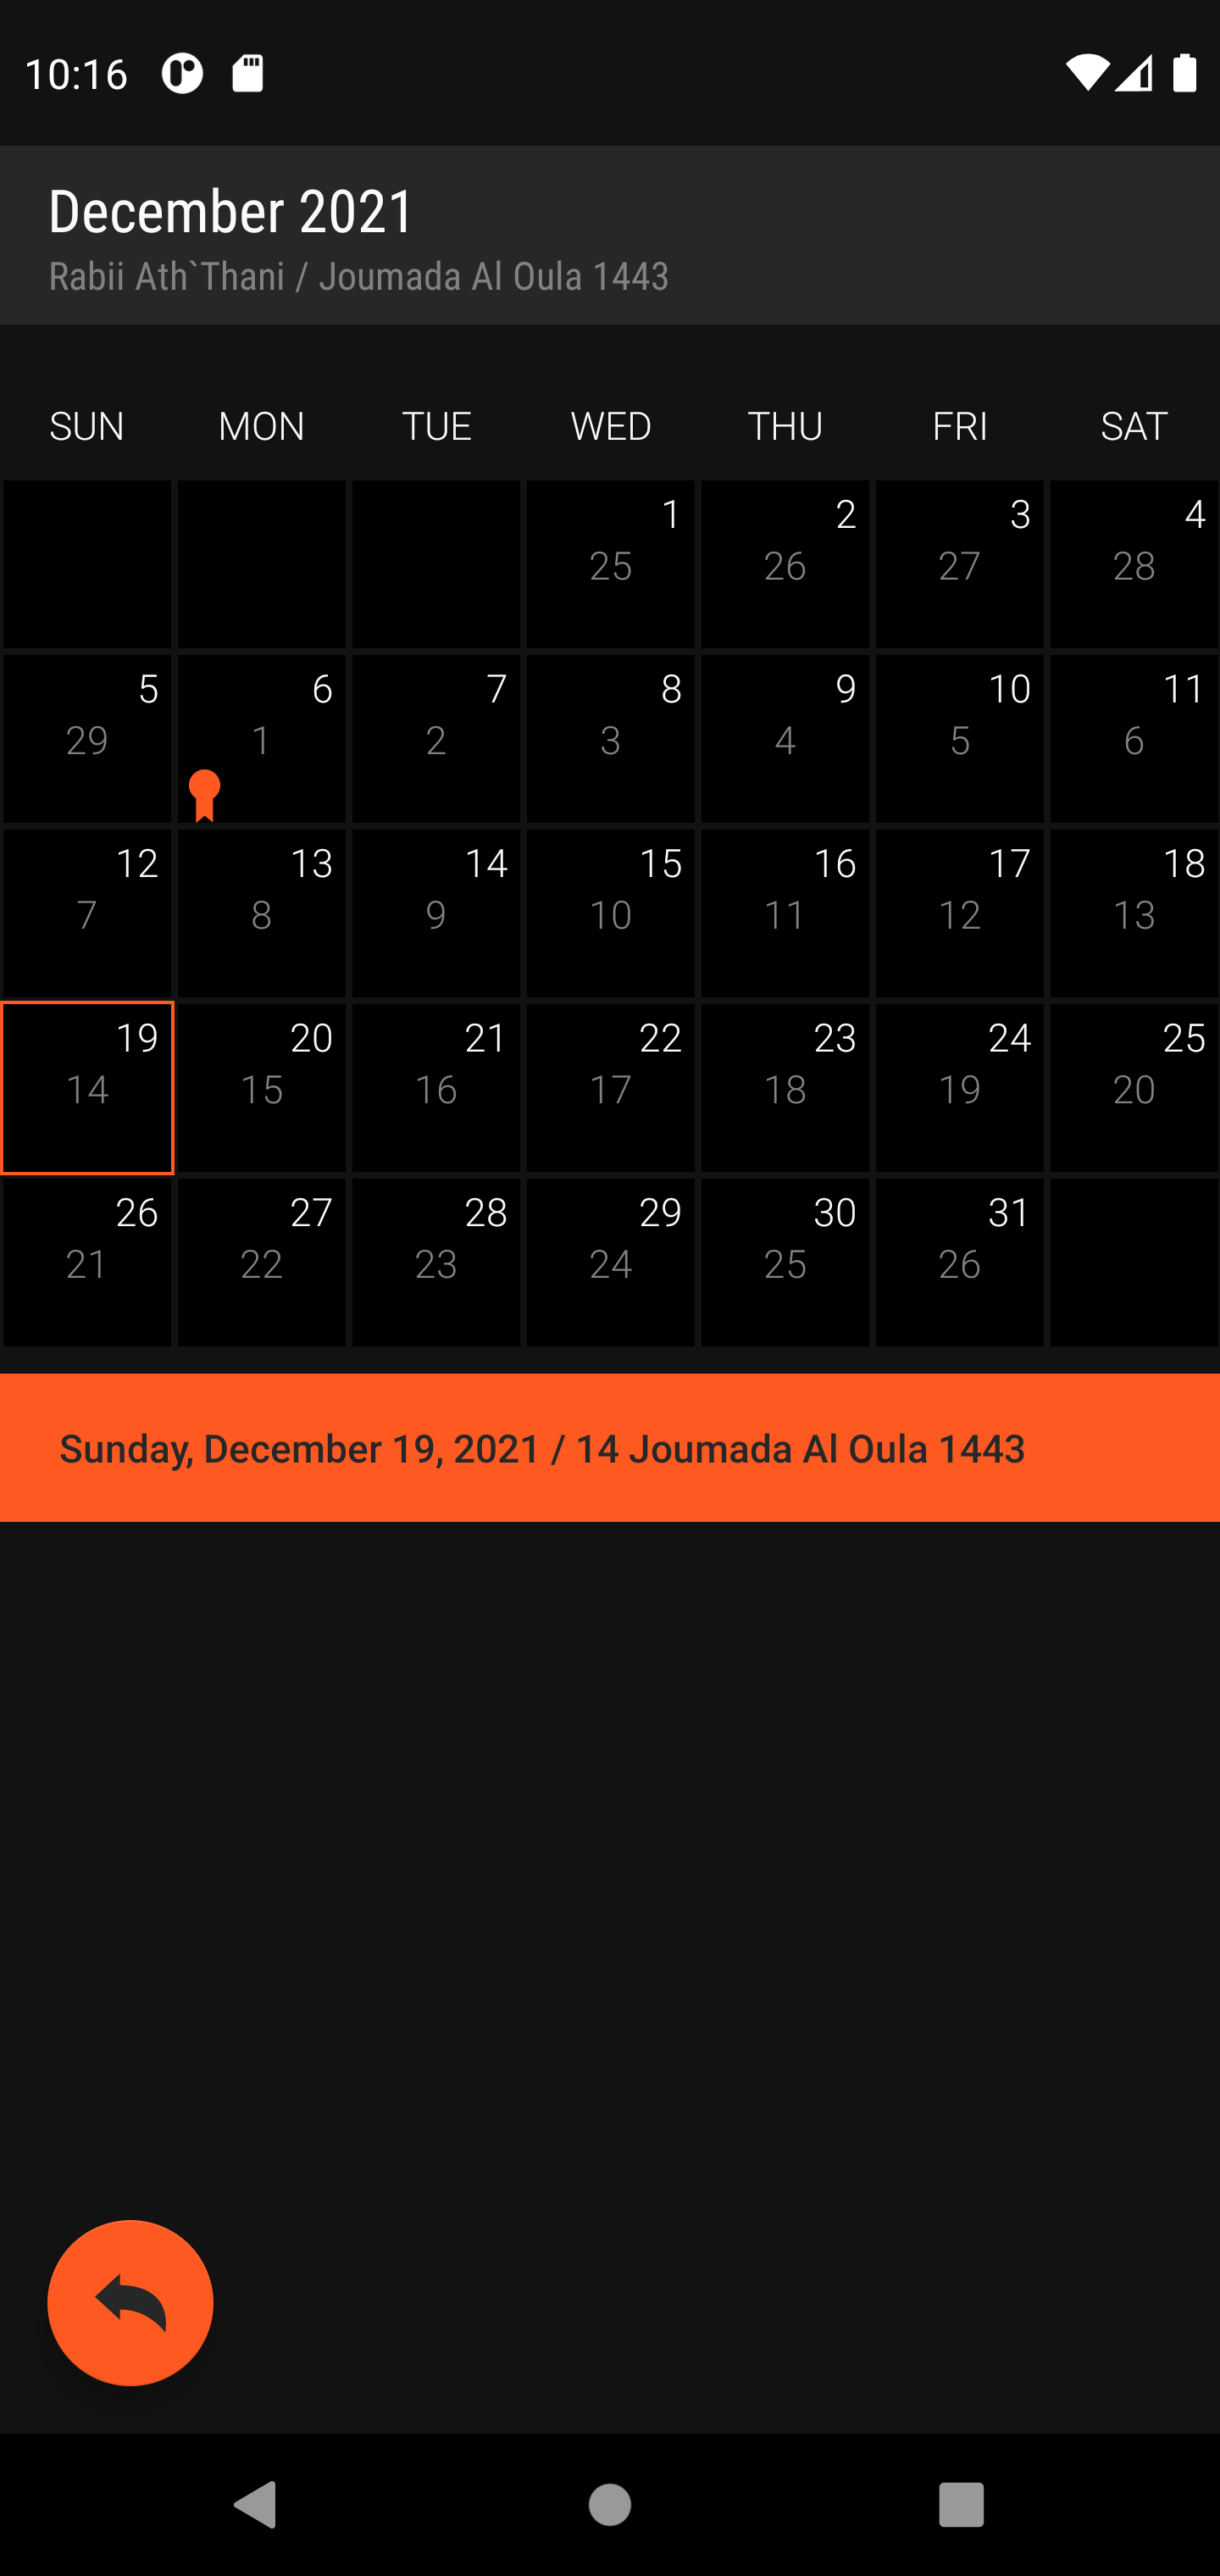 10:16
December 2021
Rabii Ath`Thani / Joumada Al Oula 1443
SUN MON TUE WED THU FRI SAT
1 2 3 4
25 26 27 28
5 6 7 8 9 10 11
29 1 2 3 4 5 6
12 13 14 15 16 17 18
7 8 9 10 11 12 13
19 20 21 22 23 24 25
14 15 16 17 18 19 20
26 27 28 29 30 31
21 22 23 24 25 26
Sunday, December 19, 2021 / 14 Joumada Al Oula 1443